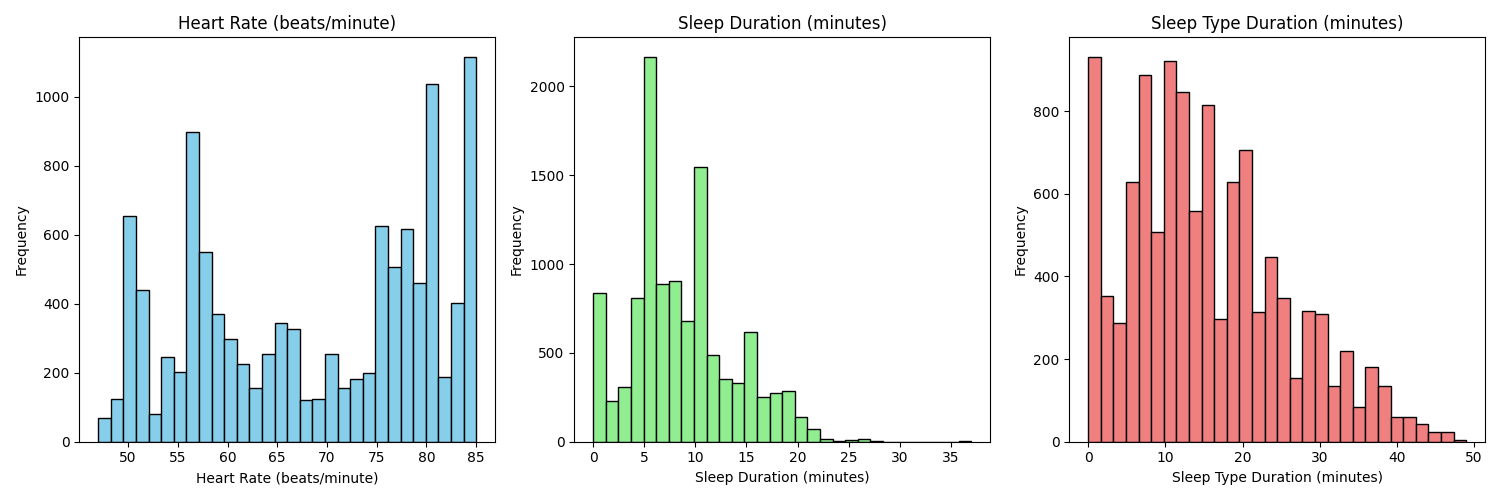 Heart Rate (beats/minute)
Frequency
1000
800
600
400
200
0
50 55 60 65 70 75 80 85
Heart Rate (beats/minute)
Sleep Duration (minutes)
Frequency
2000
1500
1000
500
0
0 5 10 15 20 25 30 35
Sleep Duration (minutes)
Sleep Type Duration (minutes)
Frequency
800
600
400
200
0
0 10 20 30 40 50
Sleep Type Duration (minutes)